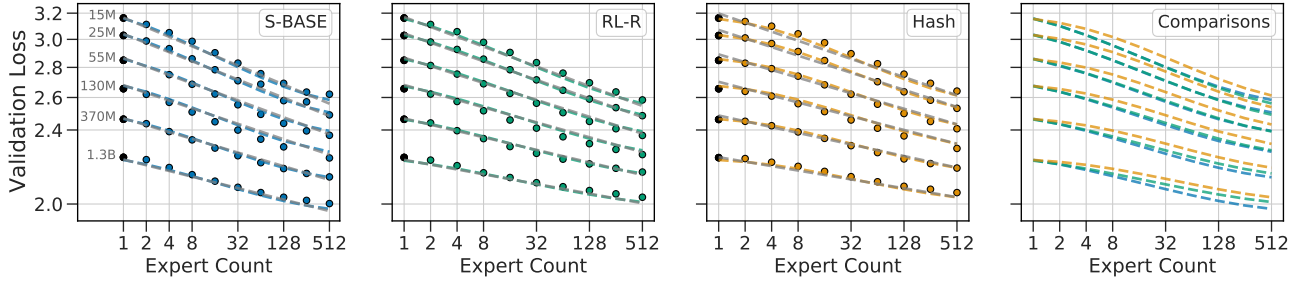 Validation Loss
3.2
3.0
2.8
2.6
2.4
2.0
15M
25M
55M
130M
370M
1.3B
S-BASE
1 2 4 8 32 128 512
Expert Count
RL-R
1 2 4 8 32 128 512
Expert Count
Hash
1 2 4 8 32 128 512
Expert Count
Comparisons
1 2 4 8 32 128 512
Expert Count